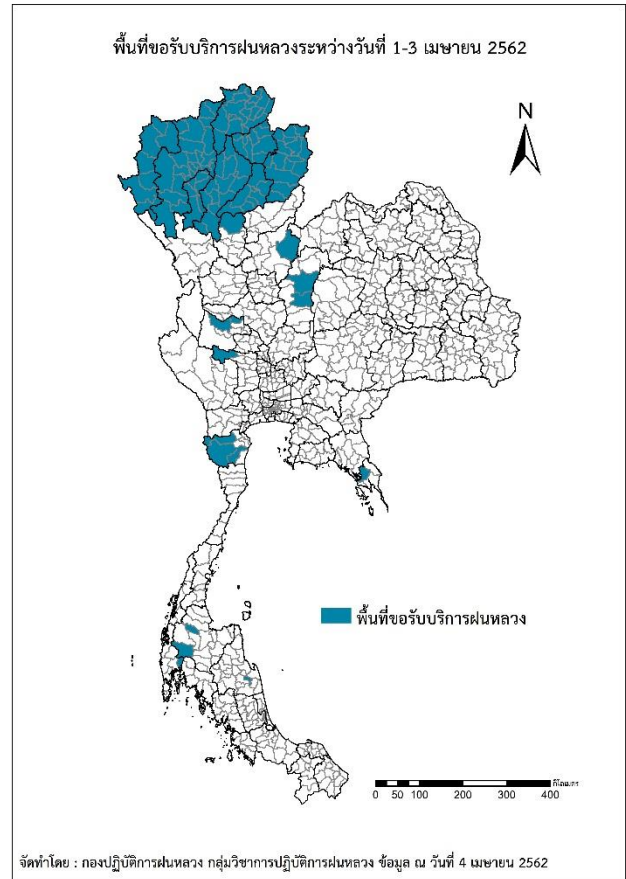 พื้นที่ขอรับบริการฝนหลวงระหว่างวันที่ 1-3 เมษายน 2562
N
พื้นที่ขอรับบริการฝนหลวง
กิโลเมตร
0 50 100 200 300 400
จัดทำโดย : กองปฏิบัติการฝนหลวง กลุ่มวิชาการปฏิบัติการฝนหลวง ข้อมูล ณ วันที่ 4 เมษายน 2562